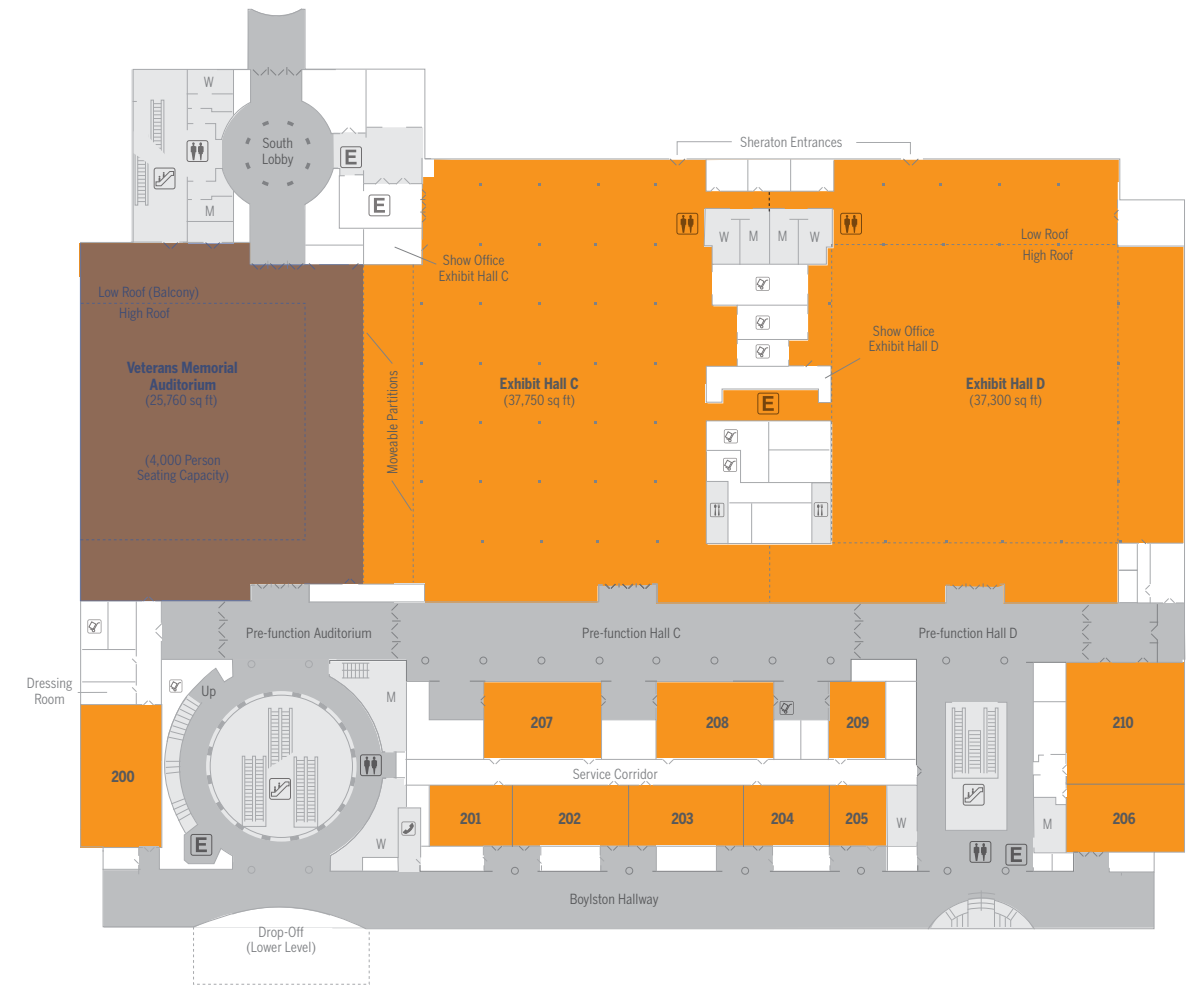 W
South
Lobby
E
M
E
Sheraton Entrances
W
M
M
W
Low Roof
High Roof
Show Office
Exhibit Hall C
Low Roof (Balcony)
High Roof
Veterans Memorial
Auditorium
(25,760 sq ft)
(4,000 Person
Seating Capacity)
Moveable Partitions
Exhibit Hall C
(37,750 sq ft)
Show Office
Exhibit Hall D
E
Exhibit Hall D
(37,300 sq ft)
Pre-function Auditorium
Pre-function Hall C
Pre-function Hall D
Dressing
Room
Up
M
207
208
209
210
200
Service Corridor
201
202
203
204
205
W
M
206
E
W
E
Boylston Hallway
Drop-Off
(Lower Level)